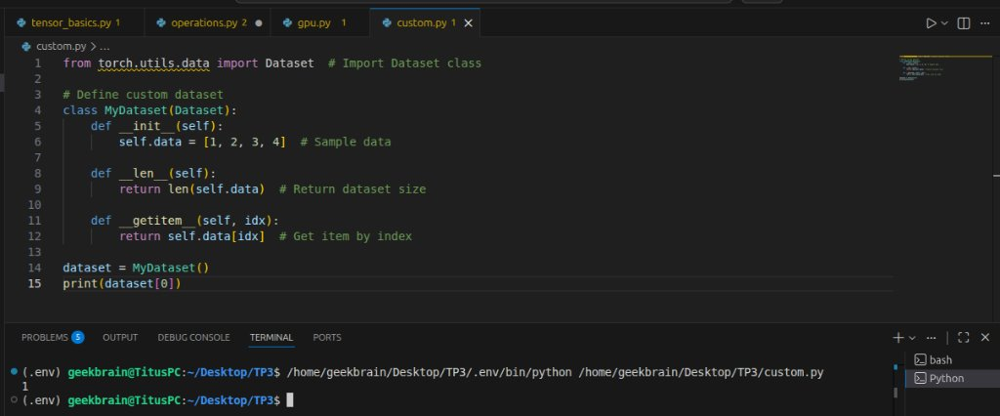 tensor_basics.py 1 operations.py 2 gpu.py 1 custom.py 1
custom.py > ...
1 from torch.utils.data import Dataset  # Import Dataset class
2
3 # Define custom dataset
4 class MyDataset(Dataset):
5     def __init__(self):
6         self.data = [1, 2, 3, 4]  # Sample data
7
8     def __len__(self):
9         return len(self.data)  # Return dataset size
10
11     def __getitem__(self, idx):
12         return self.data[idx]  # Get item by index
13
14 dataset = MyDataset()
15 print(dataset[0])
PROBLEMS 5 OUTPUT DEBUG CONSOLE TERMINAL PORTS
(.env) geekbrain@TitusPC:~/Desktop/TP3$ /home/geekbrain/Desktop/TP3/.env/bin/python /home/geekbrain/Desktop/TP3/custom.py
1
(.env) geekbrain@TitusPC:~/Desktop/TP3$
bash
Python